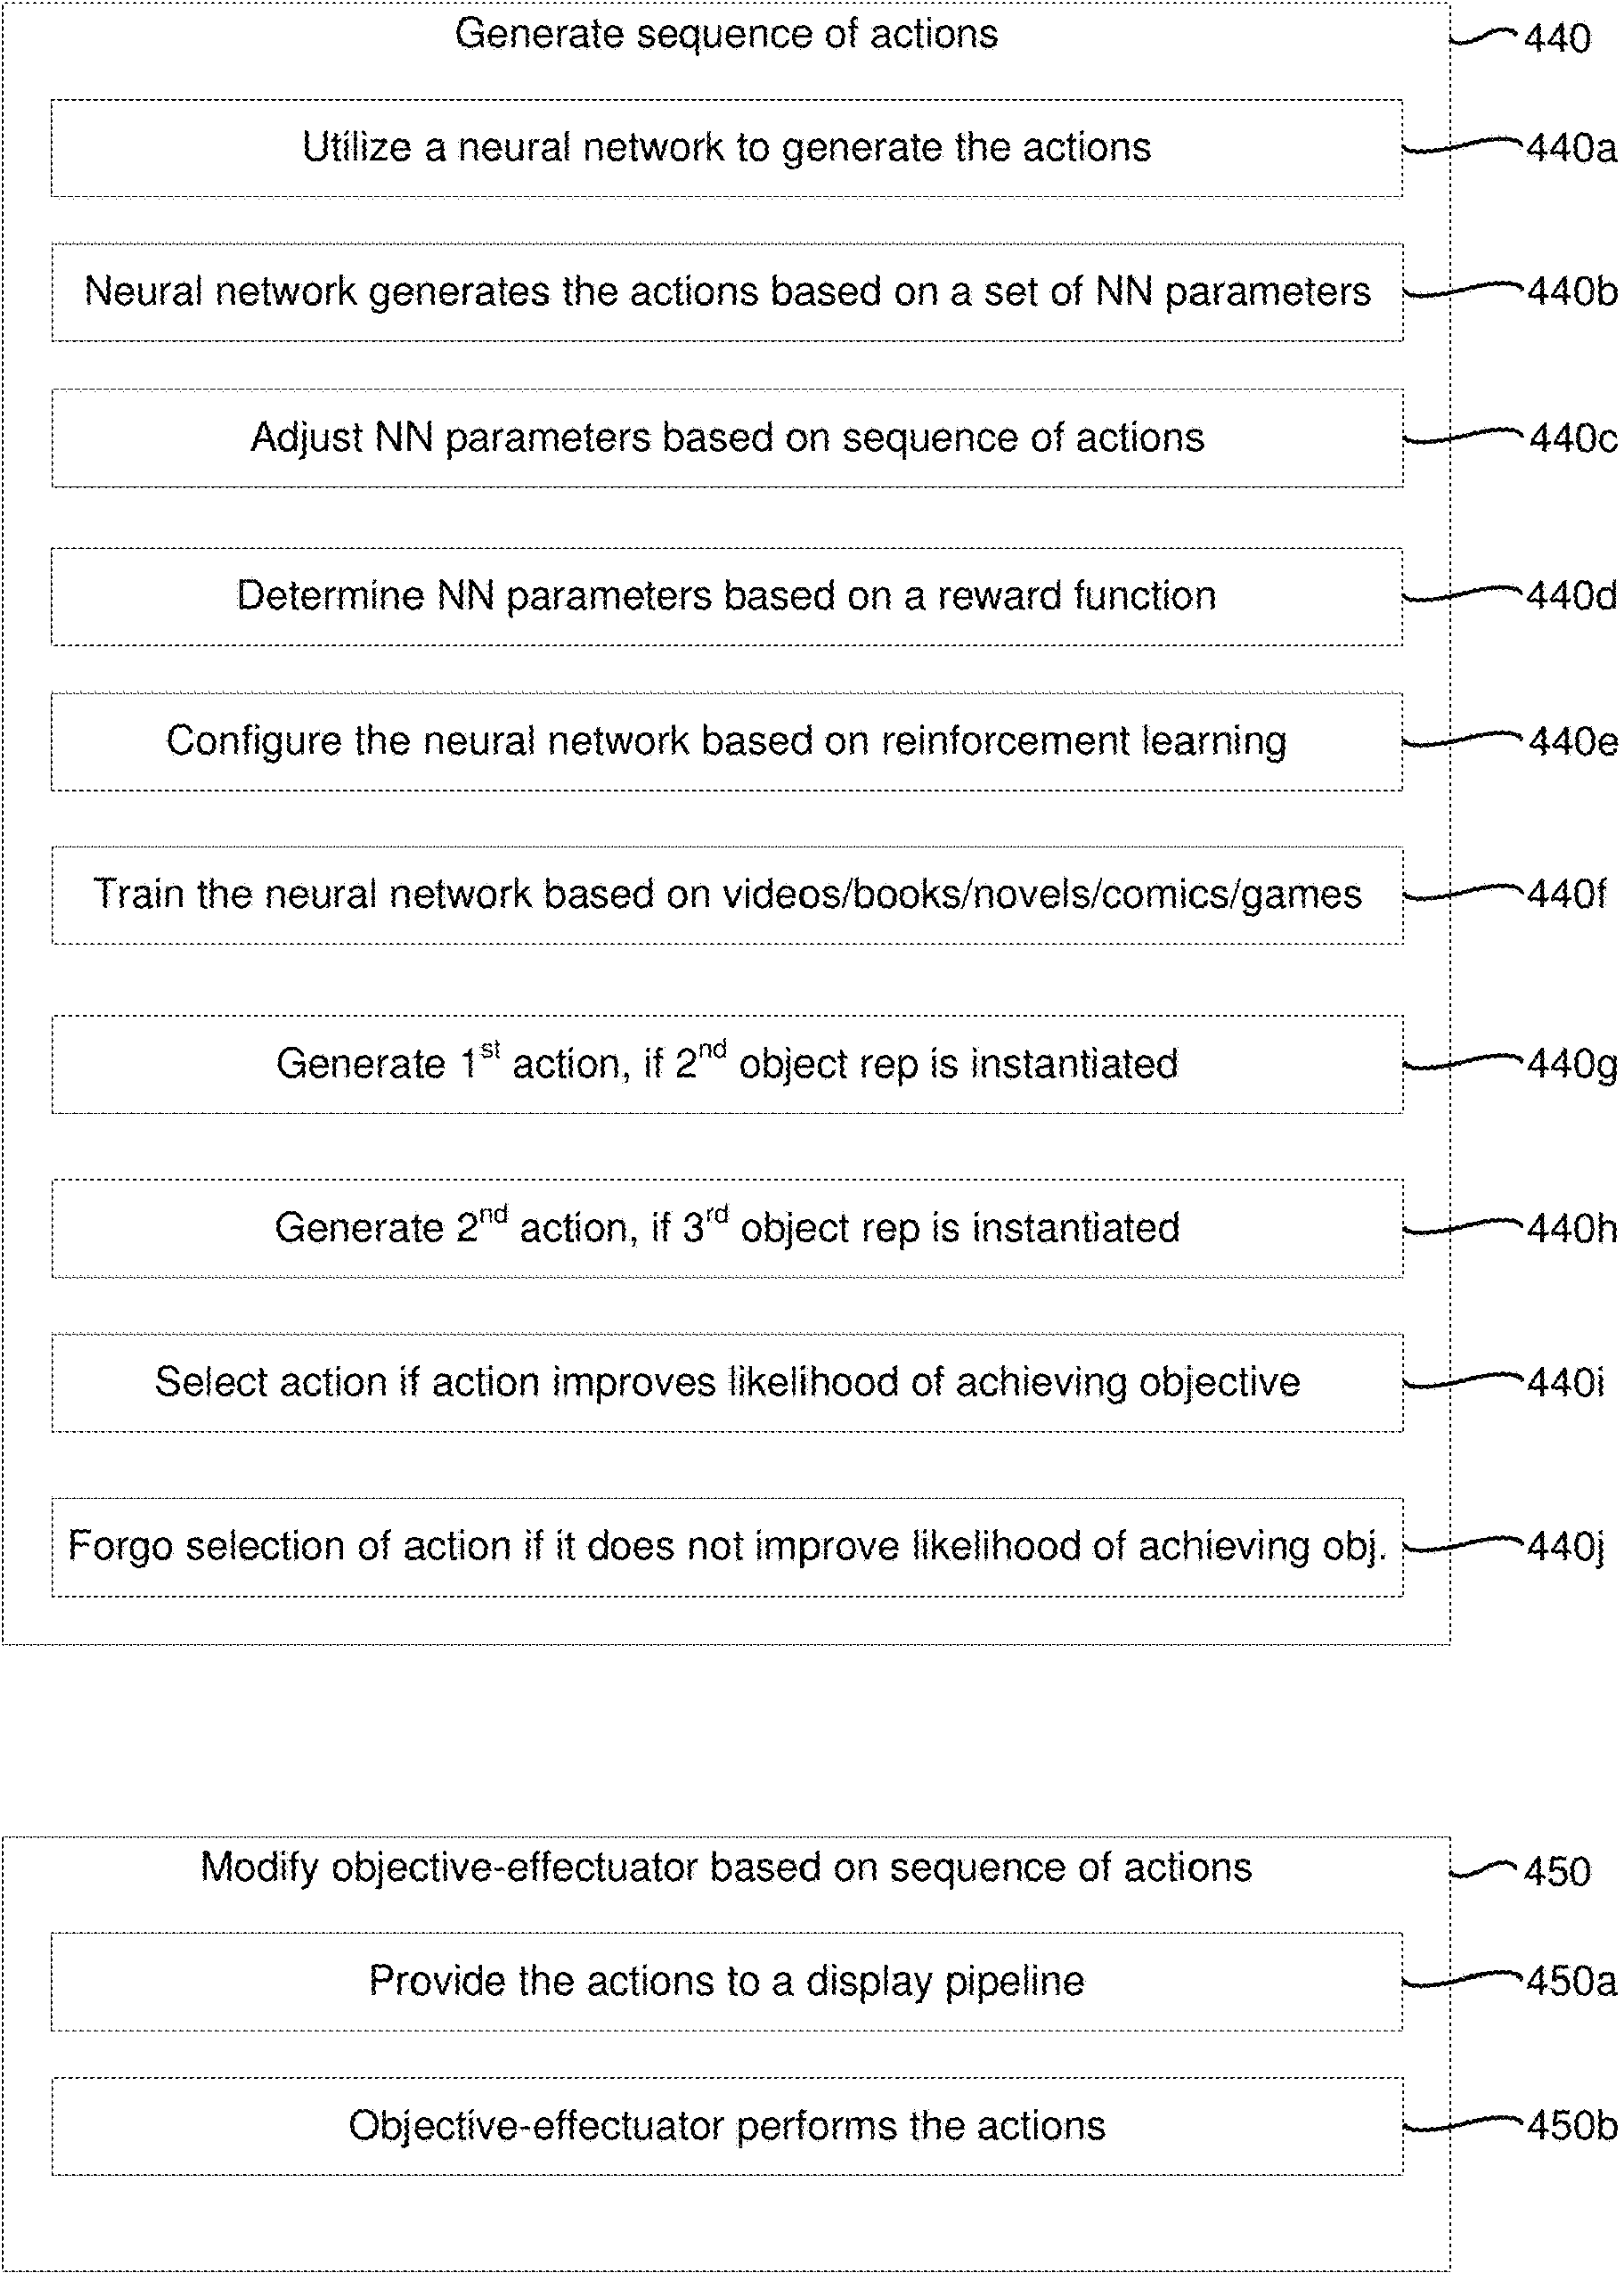 Generate sequence of actions 440
Utilize a neural network to generate the actions 440a
Neural network generates the actions based on a set of NN parameters 440b
Adjust NN parameters based on sequence of actions 440c
Determine NN parameters based on a reward function 440d
Configure the neural network based on reinforcement learning 440e
Train the neural network based on videos/books/novels/comics/games 440f
Generate 1st action, if 2nd object rep is instantiated 440g
Generate 2nd action, if 3rd object rep is instantiated 440h
Select action if action improves likelihood of achieving objective 440i
Forgo selection of action if it does not improve likelihood of achieving obj. 440j
Modify objective-effectuator based on sequence of actions 450
Provide the actions to a display pipeline 450a
Objective-effectuator performs the actions 450b